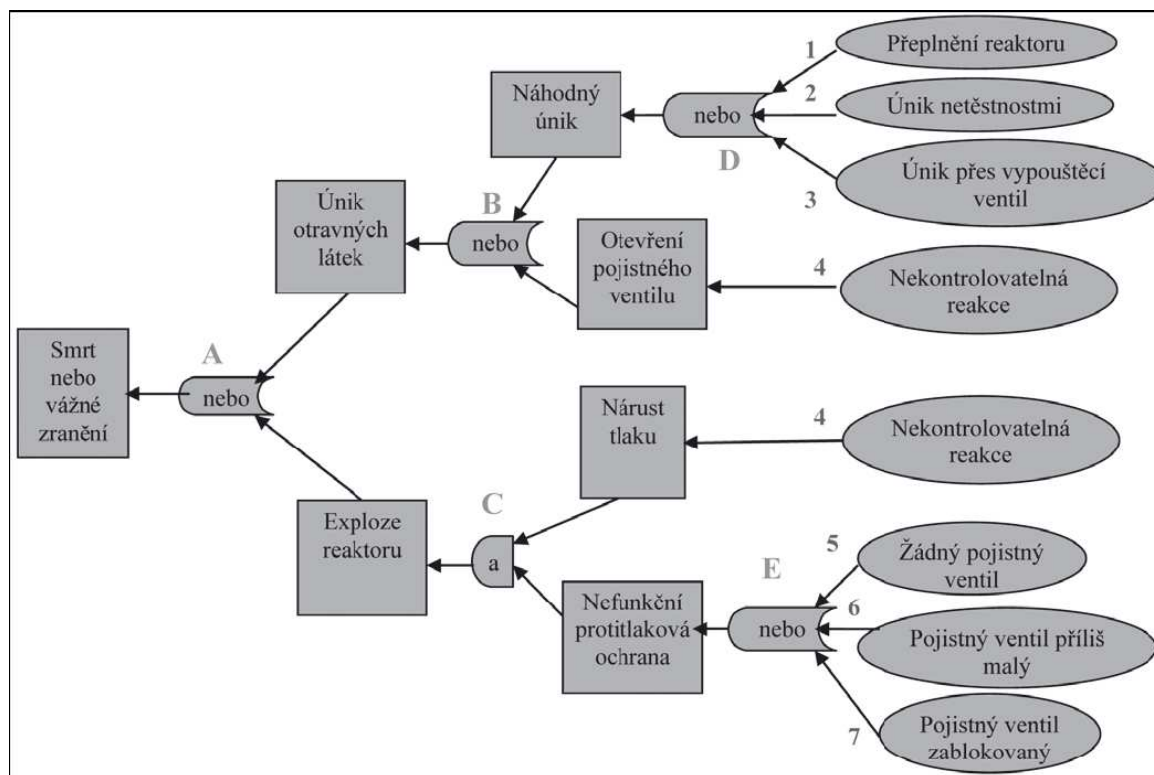 1
Přeplnění reaktoru
2
Únik netěstnostmi
3
Únik přes vypouštěcí
ventil
nebo
D
Náhodný
únik
Únik
otravných
látek
B
nebo
Otevření
pojistného
ventilu
4
Nekontrolovatelná
reakce
Smrt
nebo
vážné
zranění
A
nebo
Nárust
tlaku
4
Nekontrolovatelná
reakce
Exploze
reaktoru
C
a
Nefunkční
protitlaková
ochrana
E
nebo
5
Žádný pojistný
ventil
6
Pojistný ventil příliš
malý
7
Pojistný ventil
zablokovaný